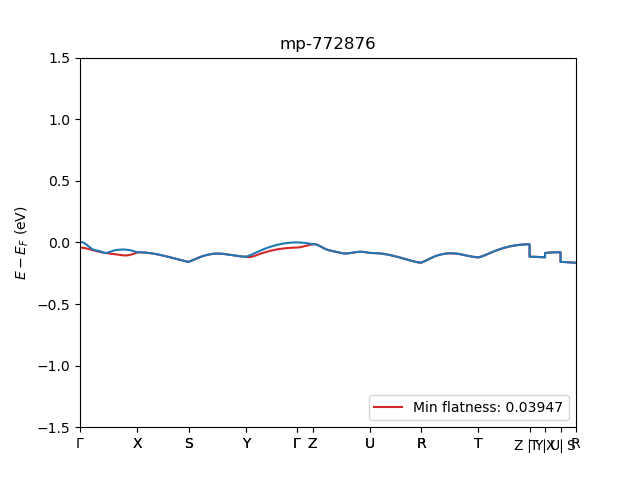 mp-772876
1.5
1.0
0.5
0.0
−0.5
−1.0
−1.5
E − E_F (eV)
Min flatness: 0.03947
Γ X S Y Γ Z U R T Z | T Y | X U | S R